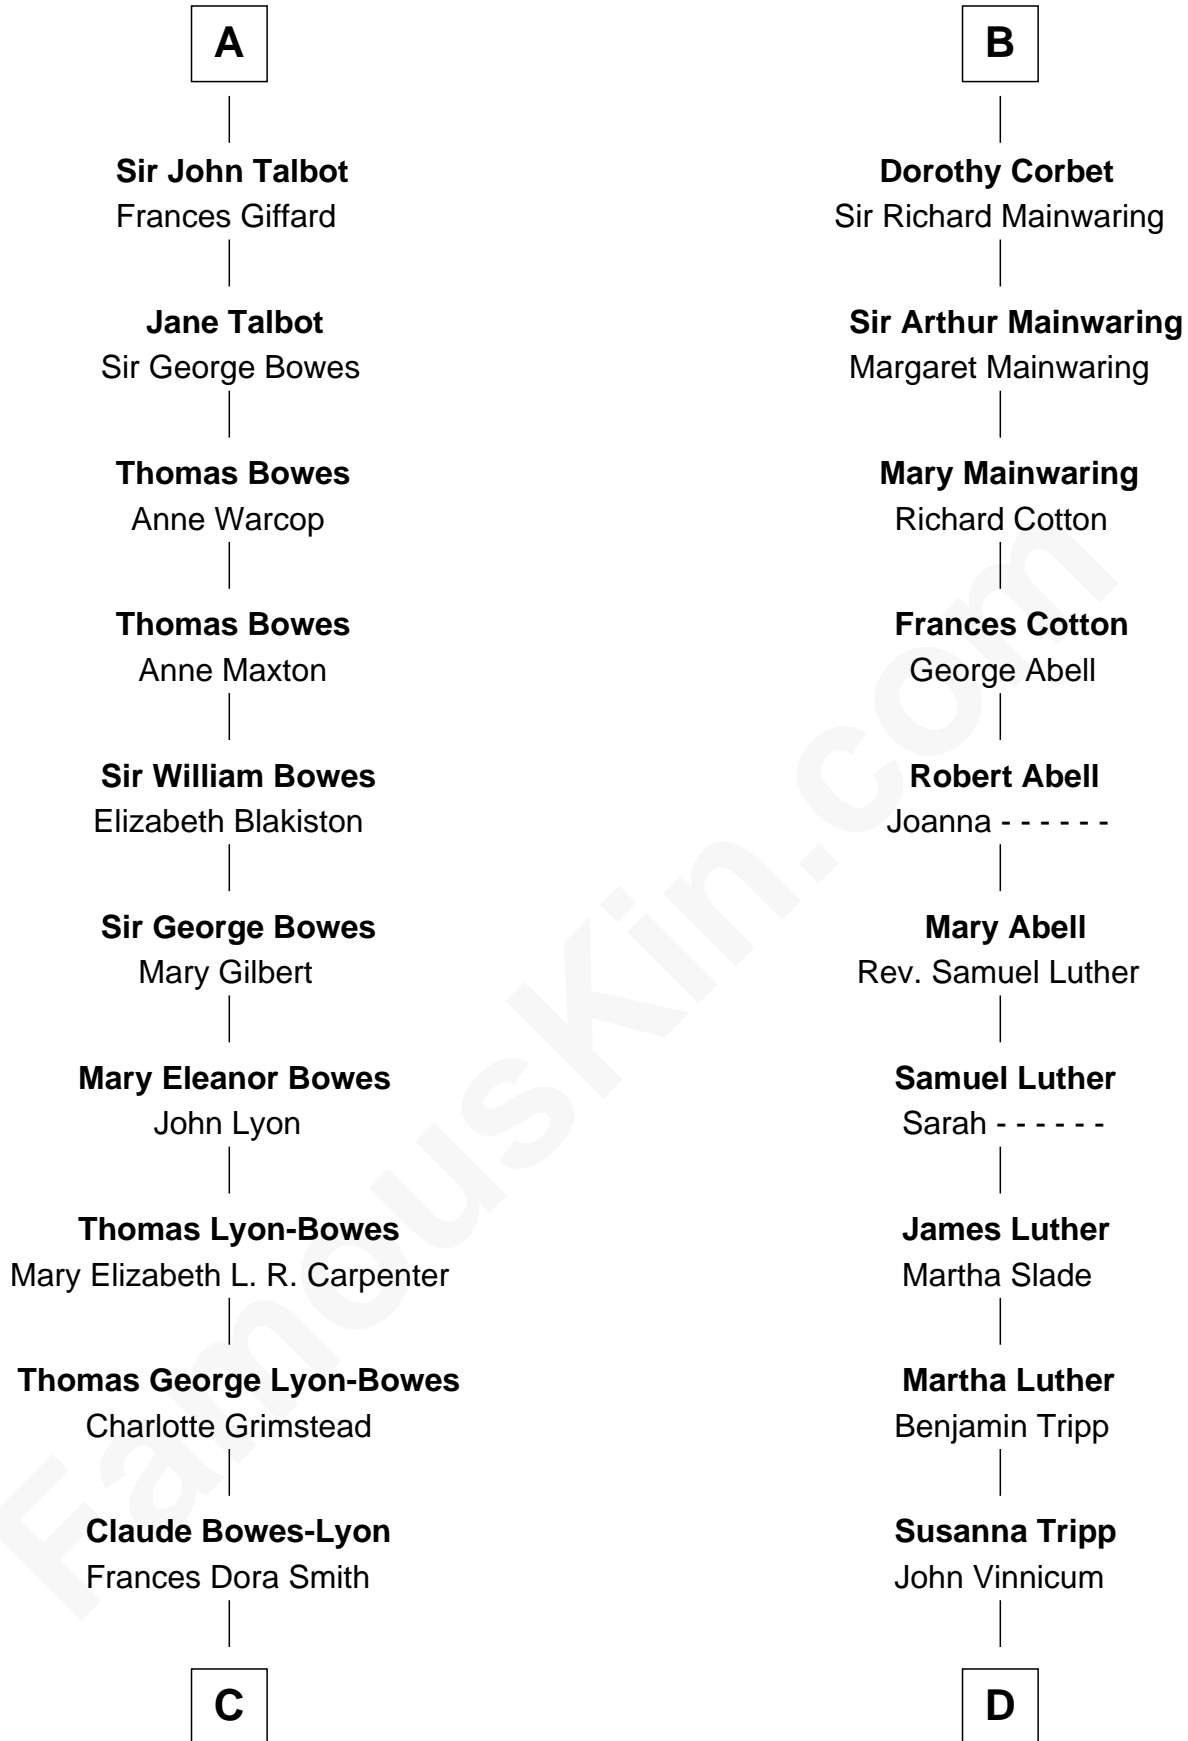 A
Sir John Talbot
Frances Giffard
Jane Talbot
Sir George Bowes
Thomas Bowes
Anne Warcop
Thomas Bowes
Anne Maxton
Sir William Bowes
Elizabeth Blakiston
Sir George Bowes
Mary Gilbert
Mary Eleanor Bowes
John Lyon
Thomas Lyon-Bowes
Mary Elizabeth L. R. Carpenter
Thomas George Lyon-Bowes
Charlotte Grimstead
Claude Bowes-Lyon
Frances Dora Smith
C
B
Dorothy Corbet
Sir Richard Mainwaring
Sir Arthur Mainwaring
Margaret Mainwaring
Mary Mainwaring
Richard Cotton
Frances Cotton
George Abell
Robert Abell
Joanna - - - - - -
Mary Abell
Rev. Samuel Luther
Samuel Luther
Sarah - - - - - -
James Luther
Martha Slade
Martha Luther
Benjamin Tripp
Susanna Tripp
John Vinnicum
D
FamousKin.com